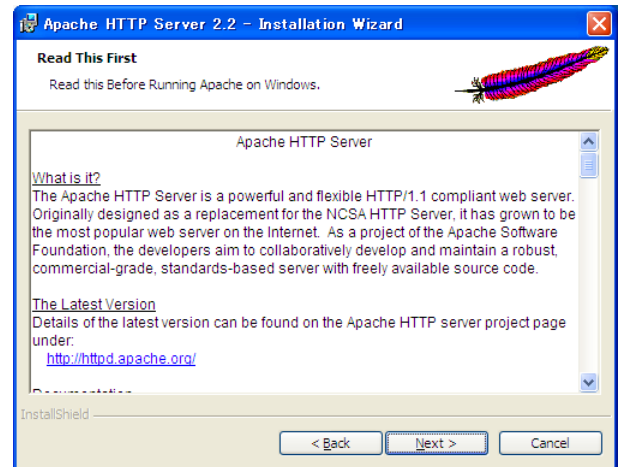 Apache HTTP Server 2.2 - Installation Wizard
Read This First
Read this Before Running Apache on Windows.
Apache HTTP Server
What is it?
The Apache HTTP Server is a powerful and flexible HTTP/1.1 compliant web server.
Originally designed as a replacement for the NCSA HTTP Server, it has grown to be
the most popular web server on the Internet.  As a project of the Apache Software
Foundation, the developers aim to collaboratively develop and maintain a robust,
commercial-grade, standards-based server with freely available source code.
The Latest Version
Details of the latest version can be found on the Apache HTTP server project page
under:
http://httpd.apache.org/
Documentation
InstallShield
< Back
Next >
Cancel